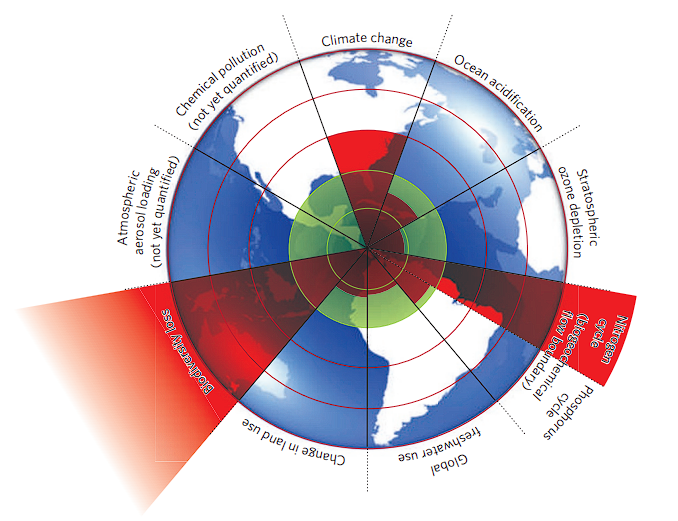 Climate change
Ocean acidification
Stratospheric
ozone depletion
Nitrogen
cycle
(biogeochemical
flow boundary)
Phosphorus
cycle
Global
freshwater use
Change in land use
Biodiversity loss
Atmospheric
aerosol loading
(not yet quantified)
Chemical pollution
(not yet quantified)